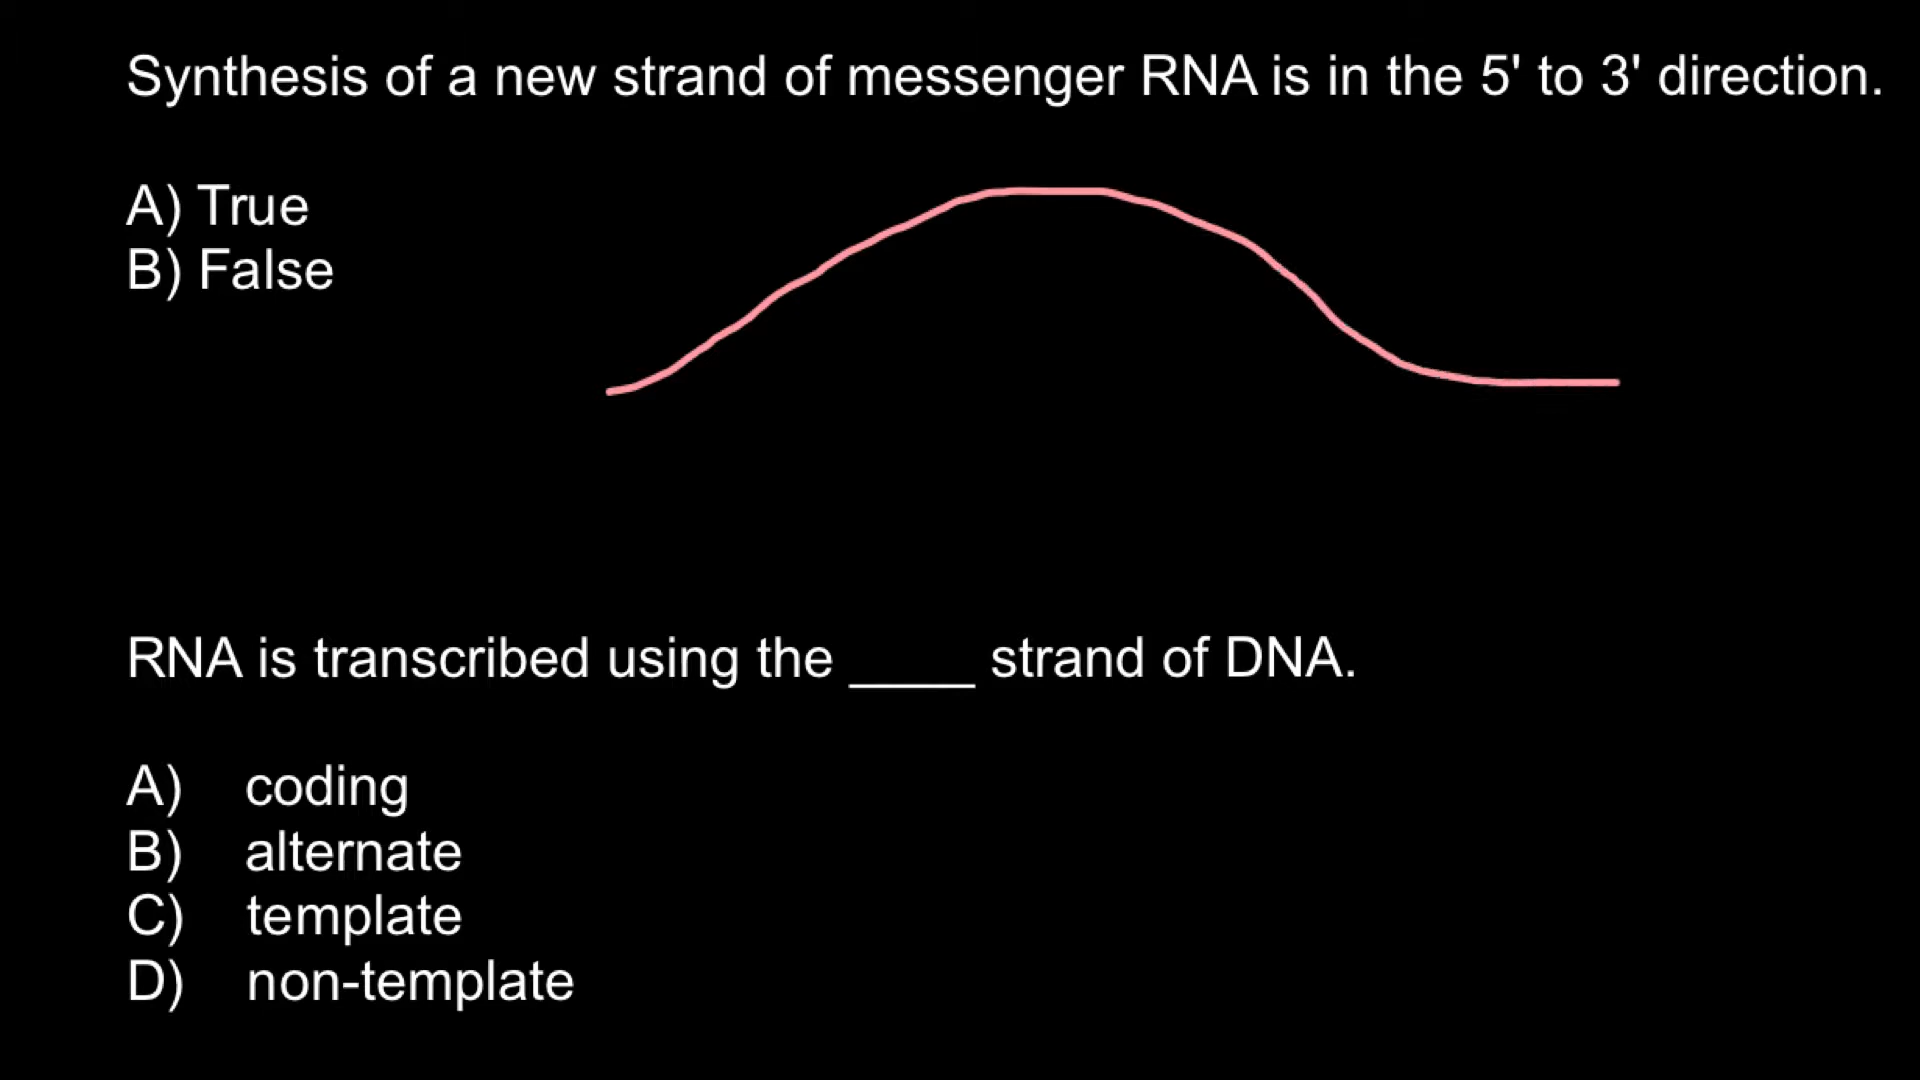 Synthesis of a new strand of messenger RNA is in the 5' to 3' direction.
A) True
B) False
RNA is transcribed using the ____ strand of DNA.
A) coding
B) alternate
C) template
D) non-template